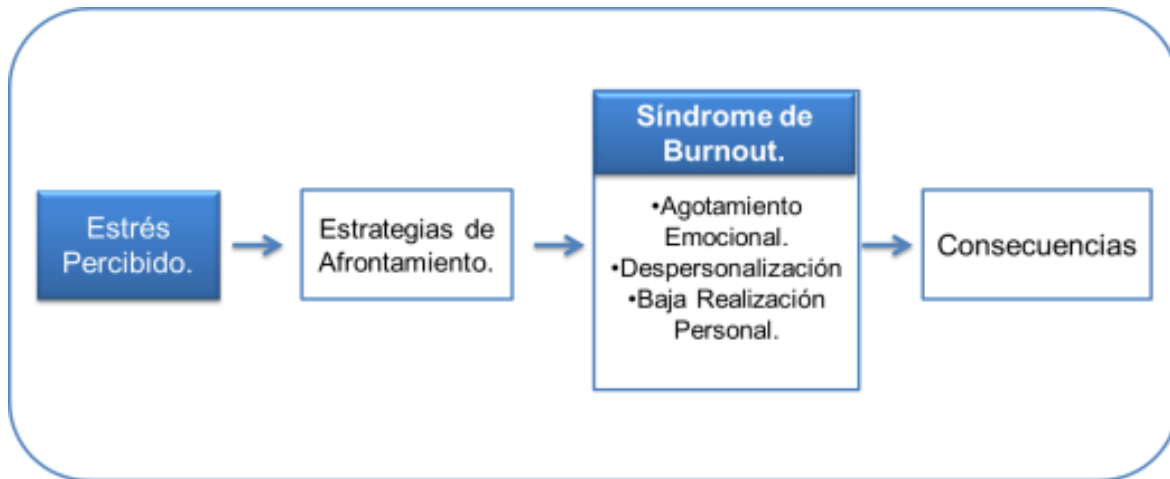 Estrés
Percibido.
Estrategias de
Afrontamiento.
Síndrome de
Burnout.
•Agotamiento
Emocional.
•Despersonalización
•Baja Realización
Personal.
Consecuencias